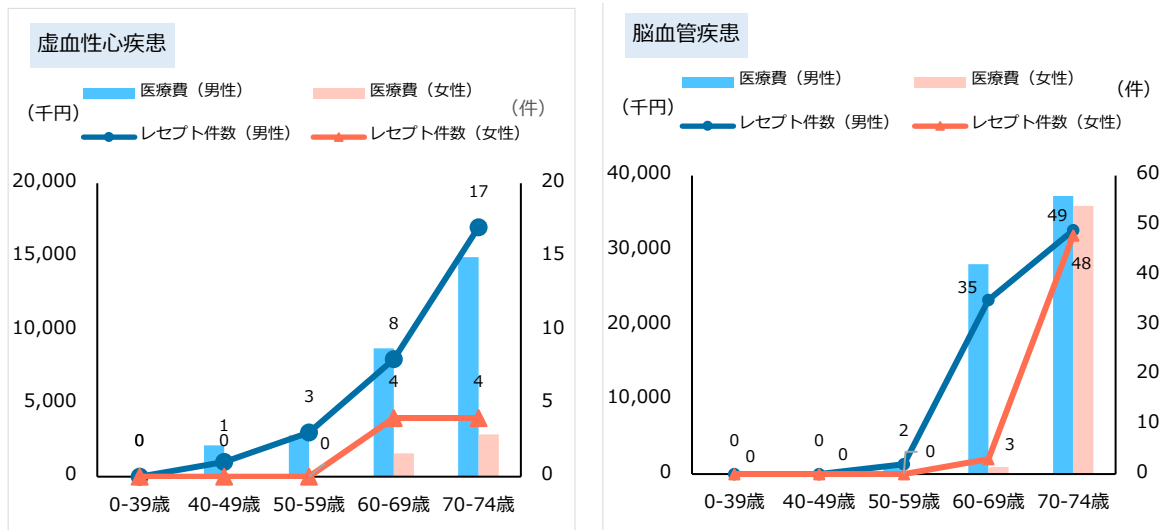 虚血性心疾患
医療費（男性）
医療費（女性）
（千円）
（件）
レセプト件数（男性）
レセプト件数（女性）
20,000
15,000
10,000
5,000
0
20
15
10
5
0
0
0
1
0
3
0
8
4
17
4
0-39歳
40-49歳
50-59歳
60-69歳
70-74歳
脳血管疾患
医療費（男性）
医療費（女性）
（千円）
（件）
レセプト件数（男性）
レセプト件数（女性）
40,000
30,000
20,000
10,000
0
60
50
40
30
20
10
0
0
0
0
0
2
0
35
3
49
48
0-39歳
40-49歳
50-59歳
60-69歳
70-74歳